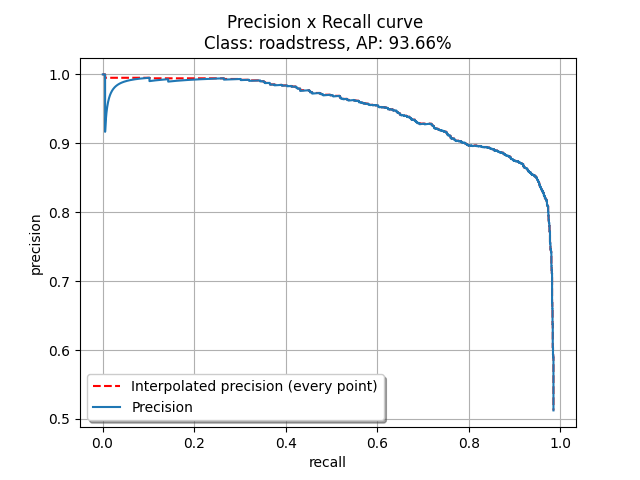 Precision x Recall curve
Class: roadstress, AP: 93.66%
1.0
0.9
0.8
0.7
0.6
0.5
precision
Interpolated precision (every point)
Precision
0.0 0.2 0.4 0.6 0.8 1.0
recall